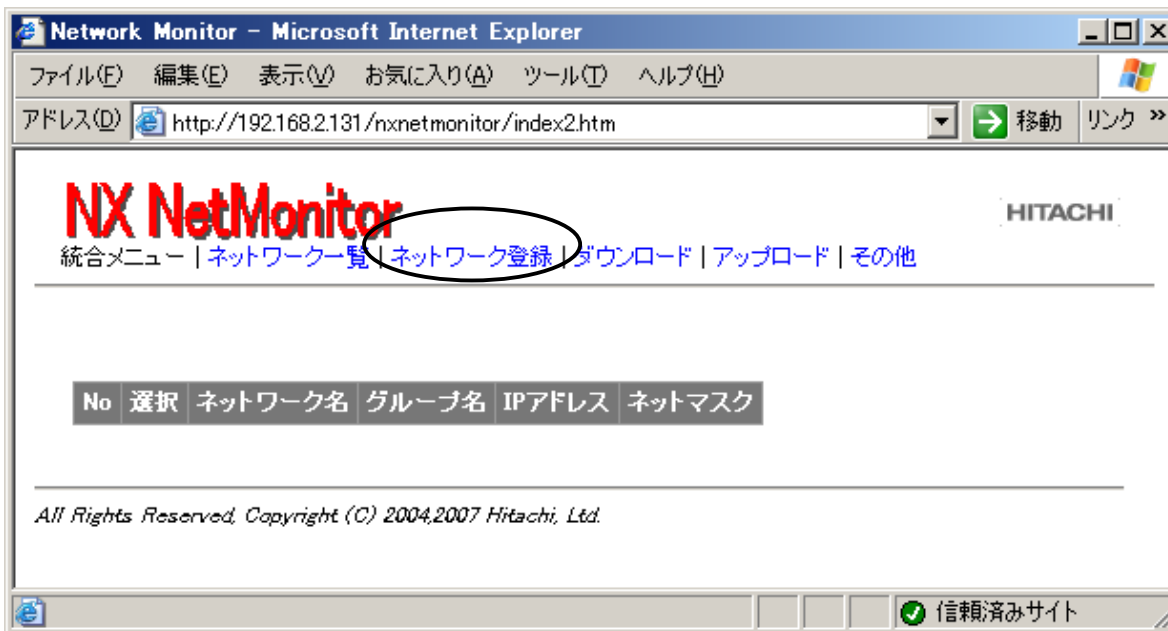 Network Monitor - Microsoft Internet Explorer
ファイル(F) 編集(E) 表示(V) お気に入り(A) ツール(T) ヘルプ(H)
アドレス(D) http://192.168.2.131/nxnetmonitor/index2.htm 移動 リンク »
NX NetMonitor
HITACHI
統合メニュー | ネットワーク一覧 | ネットワーク登録 | ダウンロード | アップロード | その他
No 選択 ネットワーク名 グループ名 IPアドレス ネットマスク
All Rights Reserved, Copyright (C) 2004,2007 Hitachi, Ltd.
信頼済みサイト